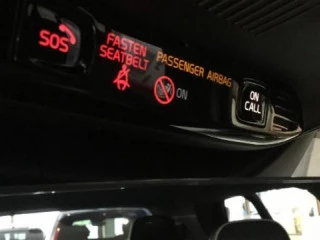 SOS
FASTEN
SEATBELT
PASSENGER AIRBAG
ON
ON
CALL